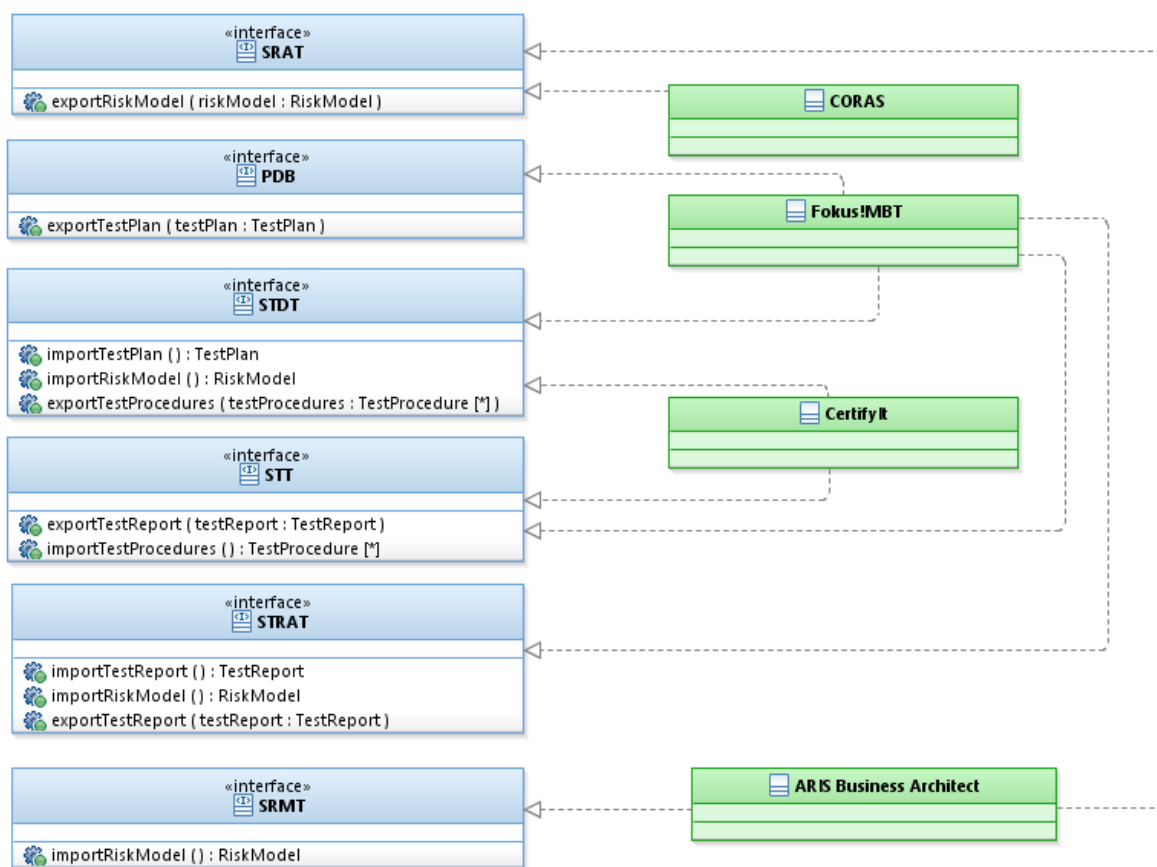 «interface»
SRAT
exportRiskModel ( riskModel : RiskModel )
CORAS
«interface»
PDB
exportTestPlan ( testPlan : TestPlan )
Fokus!MBT
«interface»
STDT
importTestPlan ( ) : TestPlan
importRiskModel ( ) : RiskModel
exportTestProcedures ( testProcedures : TestProcedure [*] )
CertifyIt
«interface»
STT
exportTestReport ( testReport : TestReport )
importTestProcedures ( ) : TestProcedure [*]
«interface»
STRAT
importTestReport ( ) : TestReport
importRiskModel ( ) : RiskModel
exportTestReport ( testReport : TestReport )
«interface»
SRMT
importRiskModel ( ) : RiskModel
ARIS Business Architect